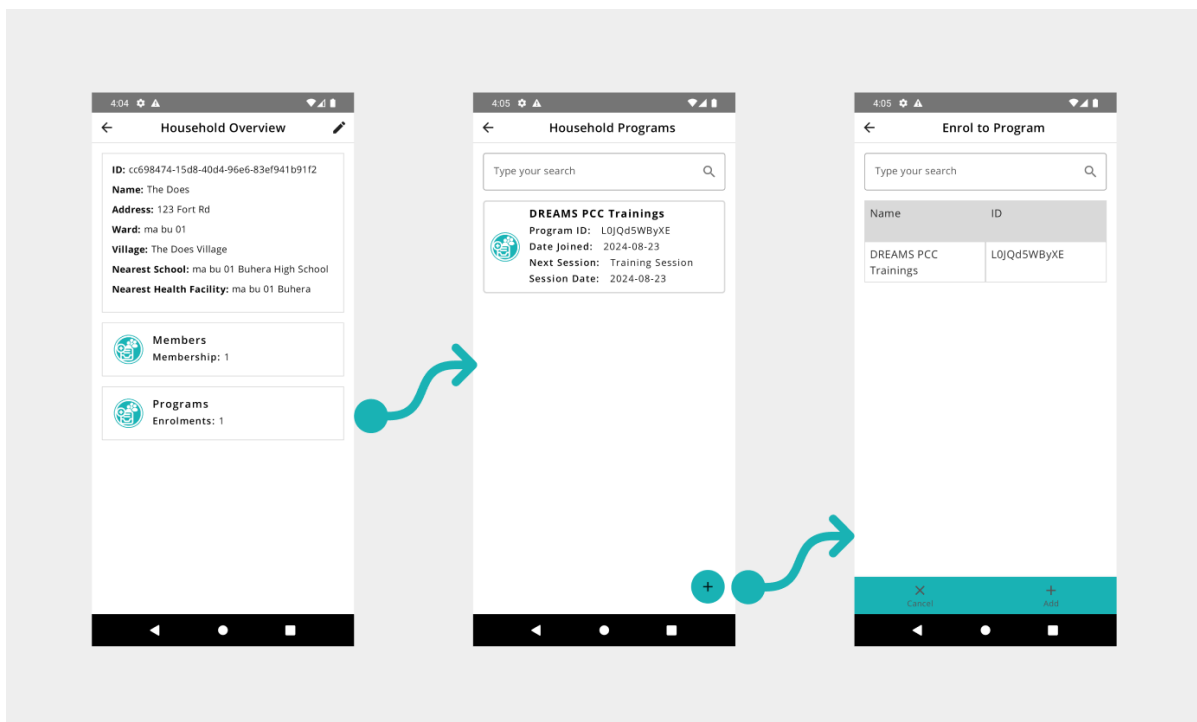 4:04
Household Overview
ID: cc698474-15d8-40d4-96e6-83ef941b91f2
Name: The Does
Address: 123 Fort Rd
Ward: ma bu 01
Village: The Does Village
Nearest School: ma bu 01 Buhera High School
Nearest Health Facility: ma bu 01 Buhera
Members
Membership: 1
Programs
Enrolments: 1
4:05
Household Programs
Type your search
DREAMS PCC Trainings
Program ID: L0JQd5WByXE
Date Joined: 2024-08-23
Next Session: Training Session
Session Date: 2024-08-23
+
4:05
Enrol to Program
Type your search
Name ID
DREAMS PCC L0JQd5WByXE
Trainings
Cancel Add